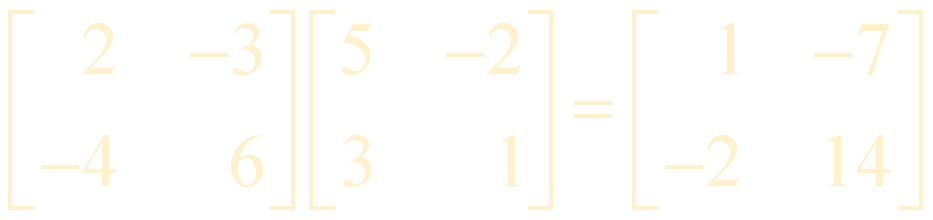 [ 2 −3 ] [ 5 −2 ] = [ 1 −7 ]
[ −4 6 ] [ 3 1 ] [ −2 14 ]